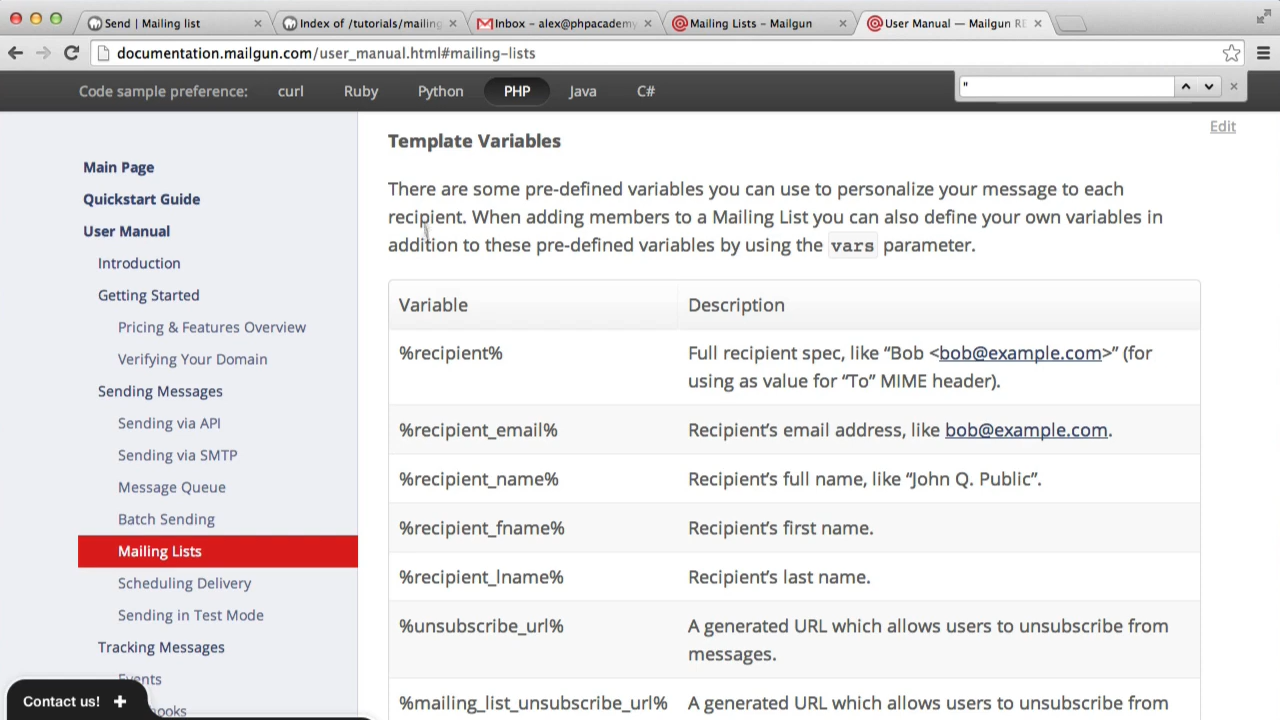 Send | Mailing list
Index of /tutorials/mailing
Inbox – alex@phpacademy
Mailing Lists – Mailgun
User Manual — Mailgun RE
documentation.mailgun.com/user_manual.html#mailing-lists
Code sample preference: curl Ruby Python PHP Java C#
"
Edit
Main Page
Quickstart Guide
User Manual
Introduction
Getting Started
Pricing & Features Overview
Verifying Your Domain
Sending Messages
Sending via API
Sending via SMTP
Message Queue
Batch Sending
Mailing Lists
Scheduling Delivery
Sending in Test Mode
Tracking Messages
Events
Contact us! +
Template Variables
There are some pre-defined variables you can use to personalize your message to each
recipient. When adding members to a Mailing List you can also define your own variables in
addition to these pre-defined variables by using the vars parameter.
Variable Description
%recipient% Full recipient spec, like “Bob <bob@example.com>” (for
using as value for “To” MIME header).
%recipient_email% Recipient’s email address, like bob@example.com.
%recipient_name% Recipient’s full name, like “John Q. Public”.
%recipient_fname% Recipient’s first name.
%recipient_lname% Recipient’s last name.
%unsubscribe_url% A generated URL which allows users to unsubscribe from
messages.
%mailing_list_unsubscribe_url% A generated URL which allows users to unsubscribe from